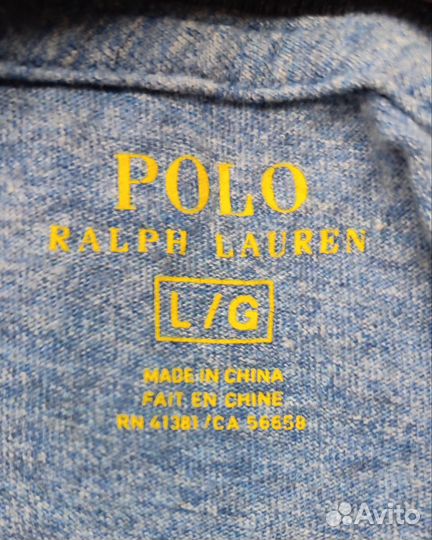 POLO
RALPH LAUREN
L/G
MADE IN CHINA
FAIT EN CHINE
RN 41381/CA 56658
Avito